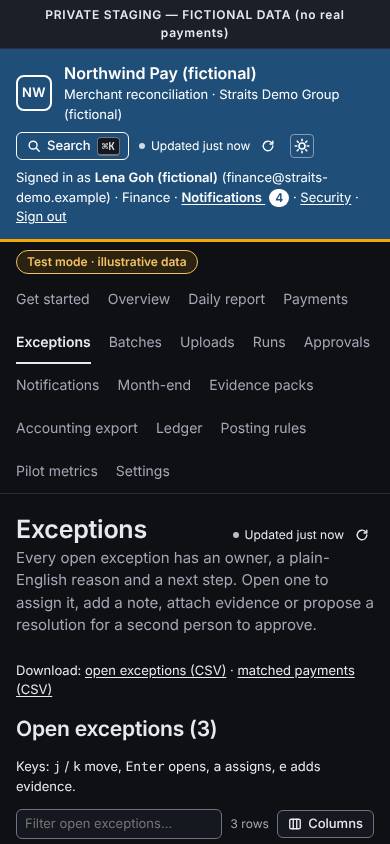 PRIVATE STAGING — FICTIONAL DATA (no real
payments)
NW
Northwind Pay (fictional)
Merchant reconciliation · Straits Demo Group
(fictional)
Search ⌘K
Updated just now
Signed in as Lena Goh (fictional) (finance@straits-
demo.example) · Finance · Notifications 4 · Security ·
Sign out
Test mode · illustrative data
Get started Overview Daily report Payments
Exceptions Batches Uploads Runs Approvals
Notifications Month-end Evidence packs
Accounting export Ledger Posting rules
Pilot metrics Settings
Exceptions
Updated just now
Every open exception has an owner, a plain-
English reason and a next step. Open one to
assign it, add a note, attach evidence or propose a
resolution for a second person to approve.
Download: open exceptions (CSV) · matched payments
(CSV)
Open exceptions (3)
Keys: j / k move, Enter opens, a assigns, e adds
evidence.
Filter open exceptions... 3 rows Columns